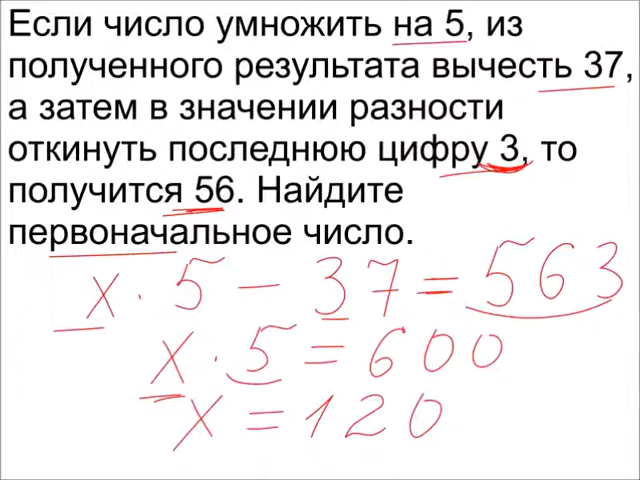 Если число умножить на 5, из
полученного результата вычесть 37,
а затем в значении разности
откинуть последнюю цифру 3, то
получится 56. Найдите
первоначальное число.
x · 5 − 37 = 563
x · 5 = 600
x = 120